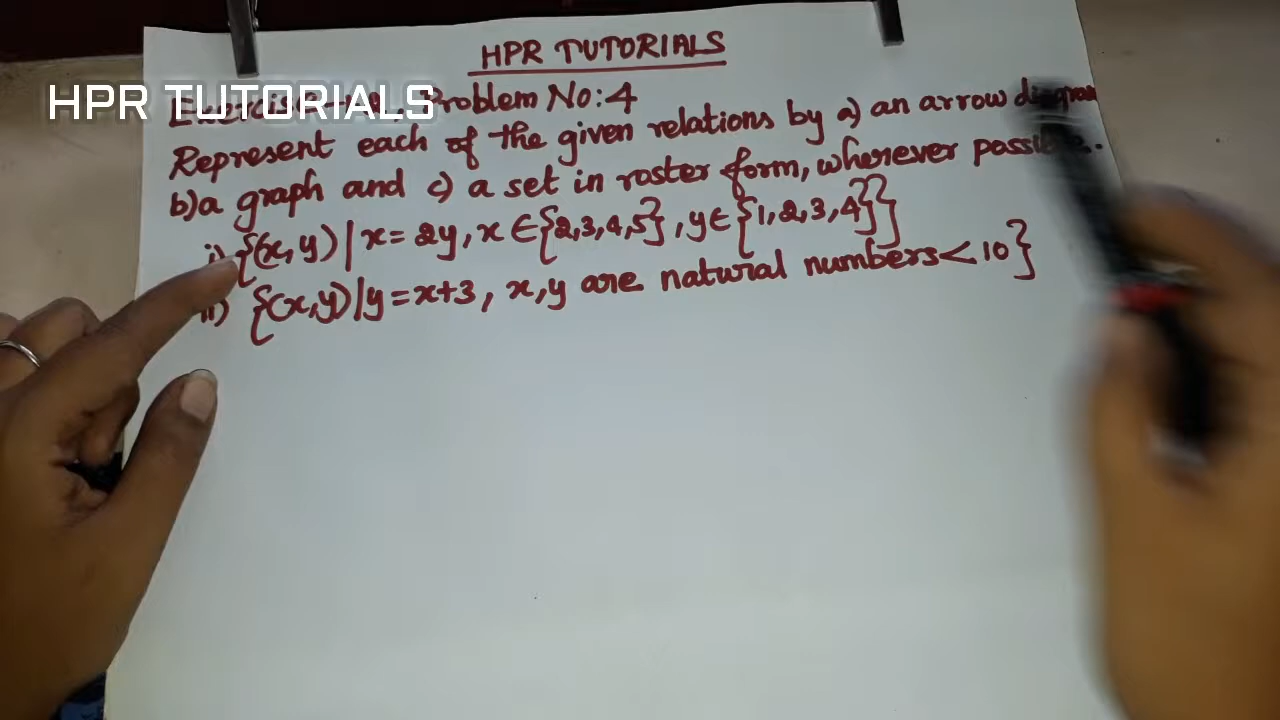 HPR TUTORIALS
HPR TUTORIALS
Problem No:4
Represent each of the given relations by a) an arrow diagram
b) a graph and c) a set in roster form, wherever possible.
i) {(x,y) | x = 2y, x ∈ {2,3,4,5}, y ∈ {1,2,3,4}}
ii) {(x,y) | y = x+3, x,y are natural numbers < 10}